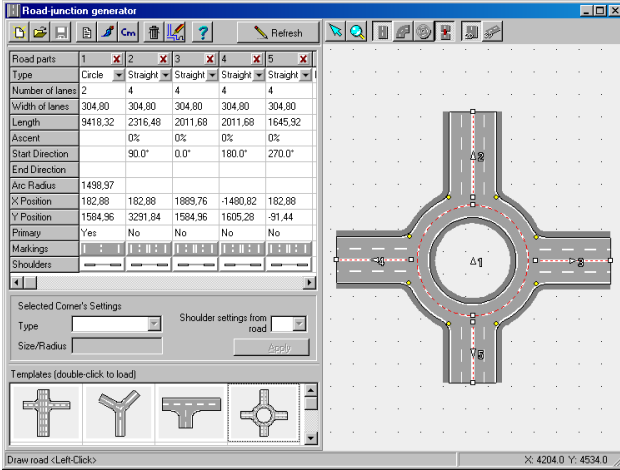 Road-junction generator
Cm ? Refresh
Road parts 1 X 2 X 3 X 4 X 5 X
Type Circle Straight Straight Straight Straight
Number of lanes 2 4 4 4 4
Width of lanes 304,80 304,80 304,80 304,80 304,80
Length 9418,32 2316,48 2011,68 2011,68 1645,92
Ascent 0% 0% 0% 0%
Start Direction 90.0° 0.0° 180.0° 270.0°
End Direction
Arc Radius 1498,97
X Position 182,88 182,88 1889,76 -1480,82 182,88
Y Position 1584,96 3291,84 1584,96 1605,28 -91,44
Primary Yes No No No No
Markings
Shoulders
2
4 1 3
5
Selected Corner's Settings
Type
Shoulder settings from road
Size/Radius
Apply
Templates (double-click to load)
Draw road <Left-Click>
X: 4204.0 Y: 4534.0